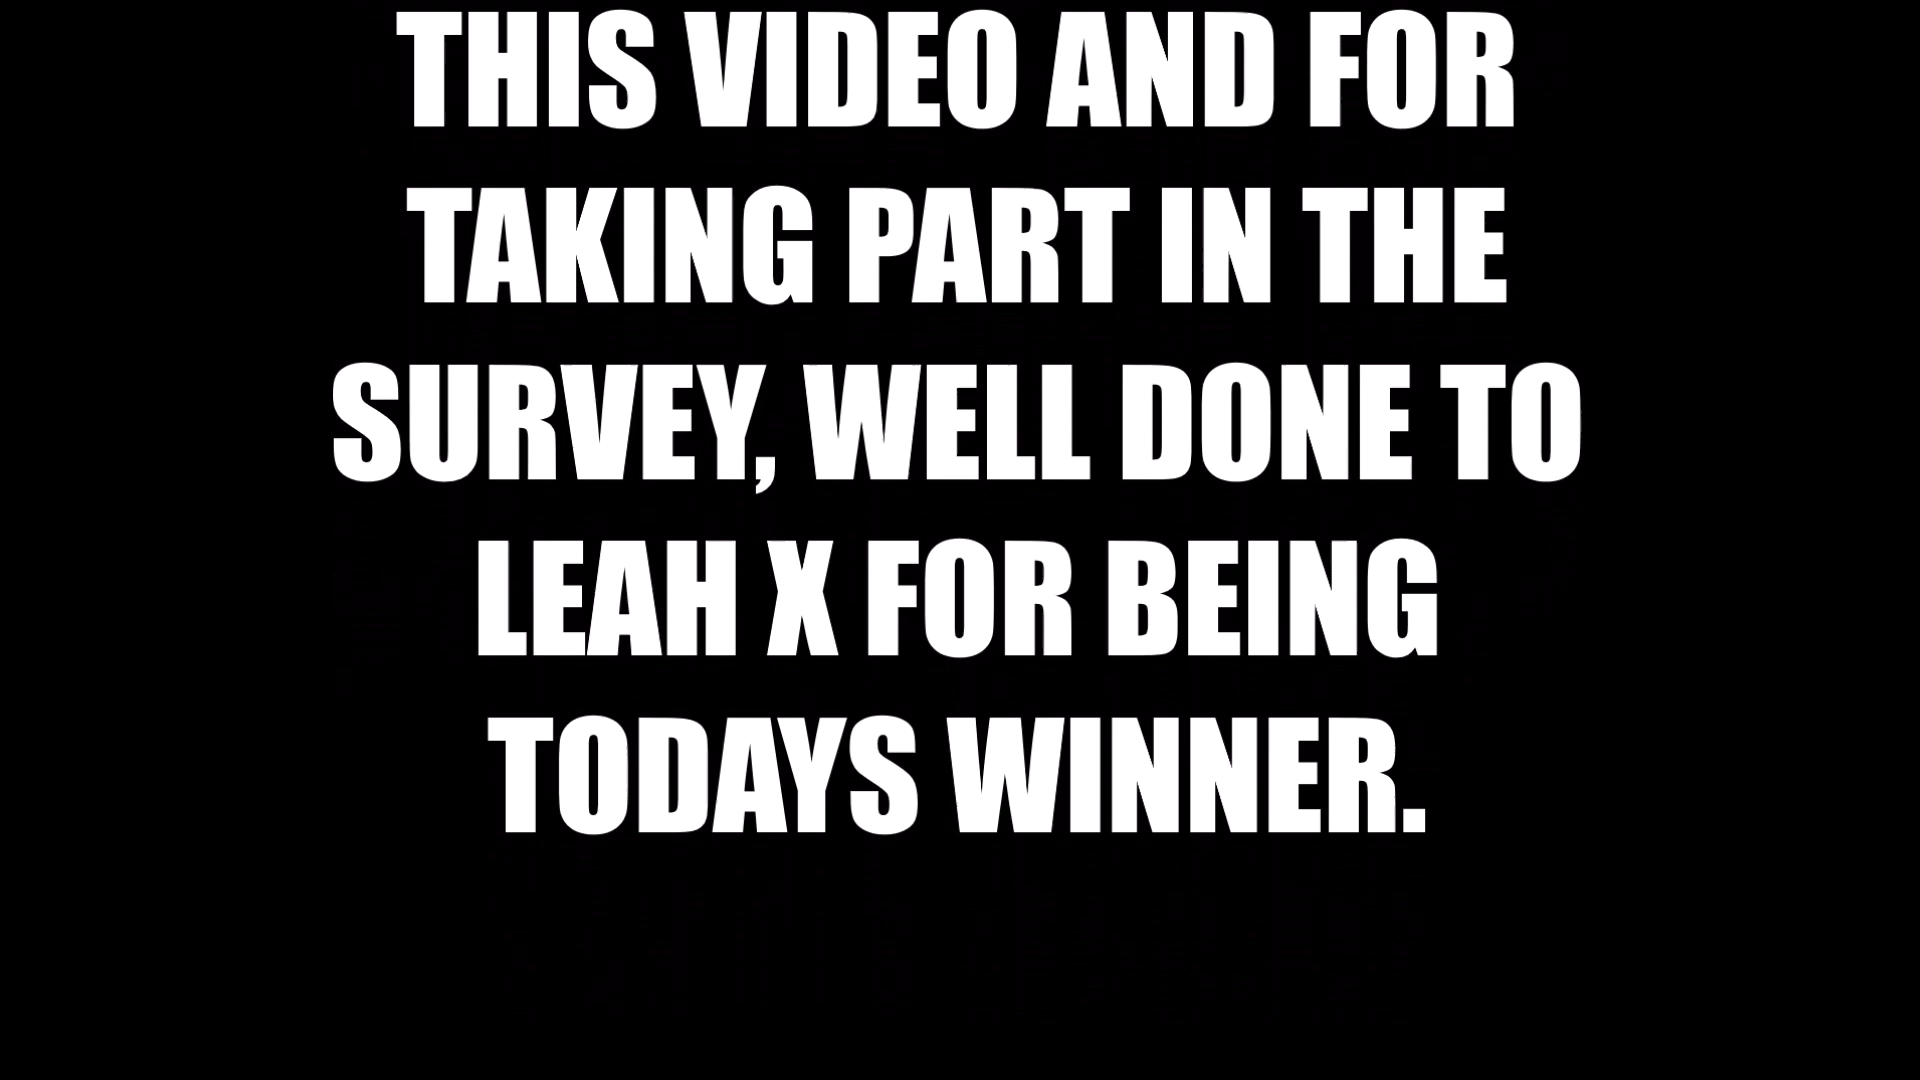 THIS VIDEO AND FOR
TAKING PART IN THE
SURVEY, WELL DONE TO
LEAH X FOR BEING
TODAYS WINNER.